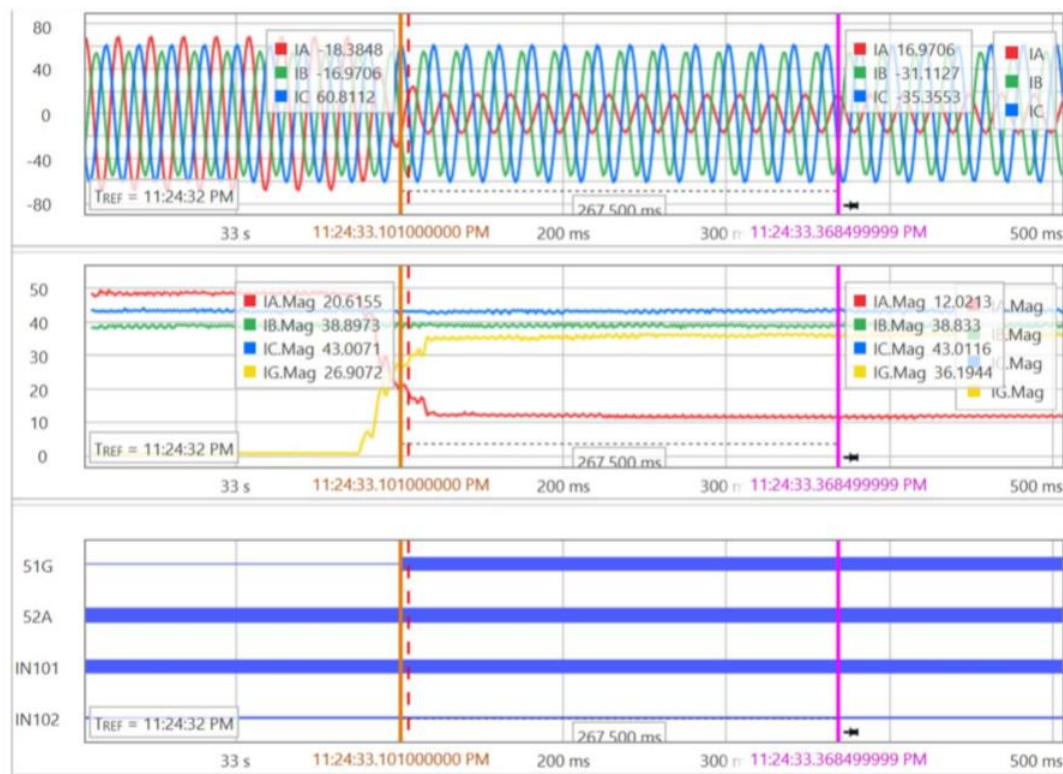 80
40
0
-40
-80
IA -18.3848
IB -16.9706
IC 60.8112
IA 16.9706
IB -31.1127
IC -35.3553
IA
IB
IC
TREF = 11:24:32 PM
267.500 ms
33 s
11:24:33.101000000 PM
200 ms
300 m
11:24:33.368499999 PM
500 ms
50
40
30
20
10
0
IA.Mag 20.6155
IB.Mag 38.8973
IC.Mag 43.0071
IG.Mag 26.9072
IA.Mag 12.0213
IB.Mag 38.833
IC.Mag 43.0116
IG.Mag 36.1944
IA.Mag
IB.Mag
IC.Mag
IG.Mag
TREF = 11:24:32 PM
267.500 ms
33 s
11:24:33.101000000 PM
200 ms
300 m
11:24:33.368499999 PM
500 ms
51G
52A
IN101
IN102
TREF = 11:24:32 PM
267.500 ms
33 s
11:24:33.101000000 PM
200 ms
300 m
11:24:33.368499999 PM
500 ms